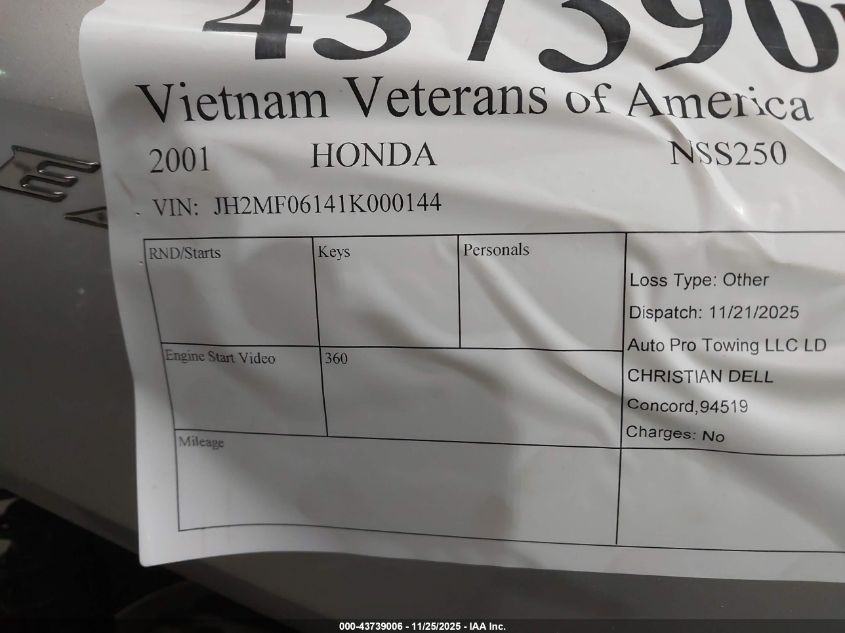 437390
Vietnam Veterans of America
2001 HONDA NSS250
VIN: JH2MF06141K000144
RND/Starts Keys Personals
Loss Type: Other
Dispatch: 11/21/2025
Auto Pro Towing LLC LD
Engine Start Video 360
CHRISTIAN DELL
Concord,94519
Charges: No
Mileage
000-43739006 - 11/25/2025 - IAA Inc.